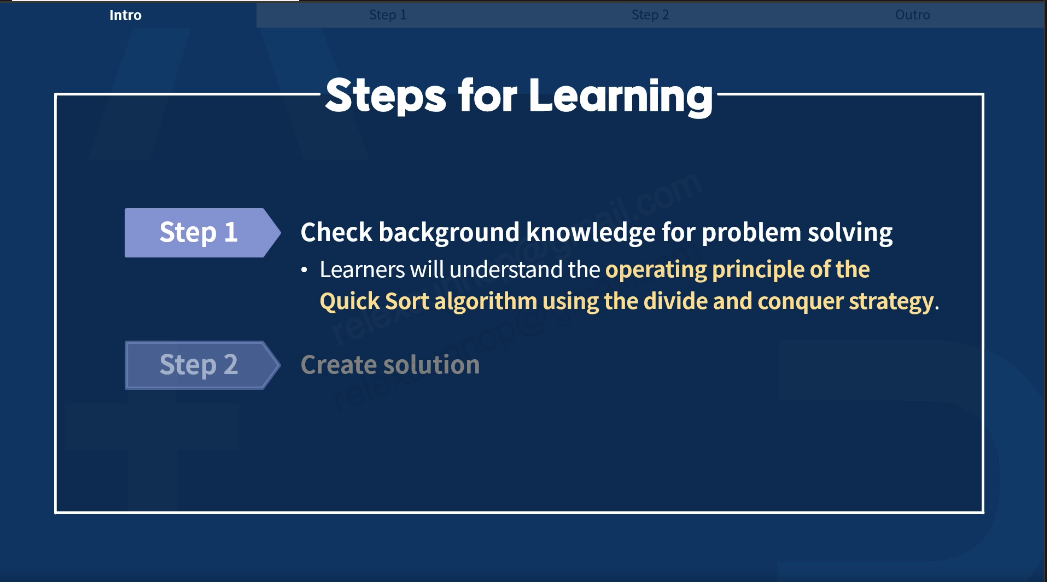 Intro
Step 1
Step 2
Outro
Steps for Learning
Step 1
Check background knowledge for problem solving
• Learners will understand the operating principle of the
Quick Sort algorithm using the divide and conquer strategy.
Step 2
Create solution